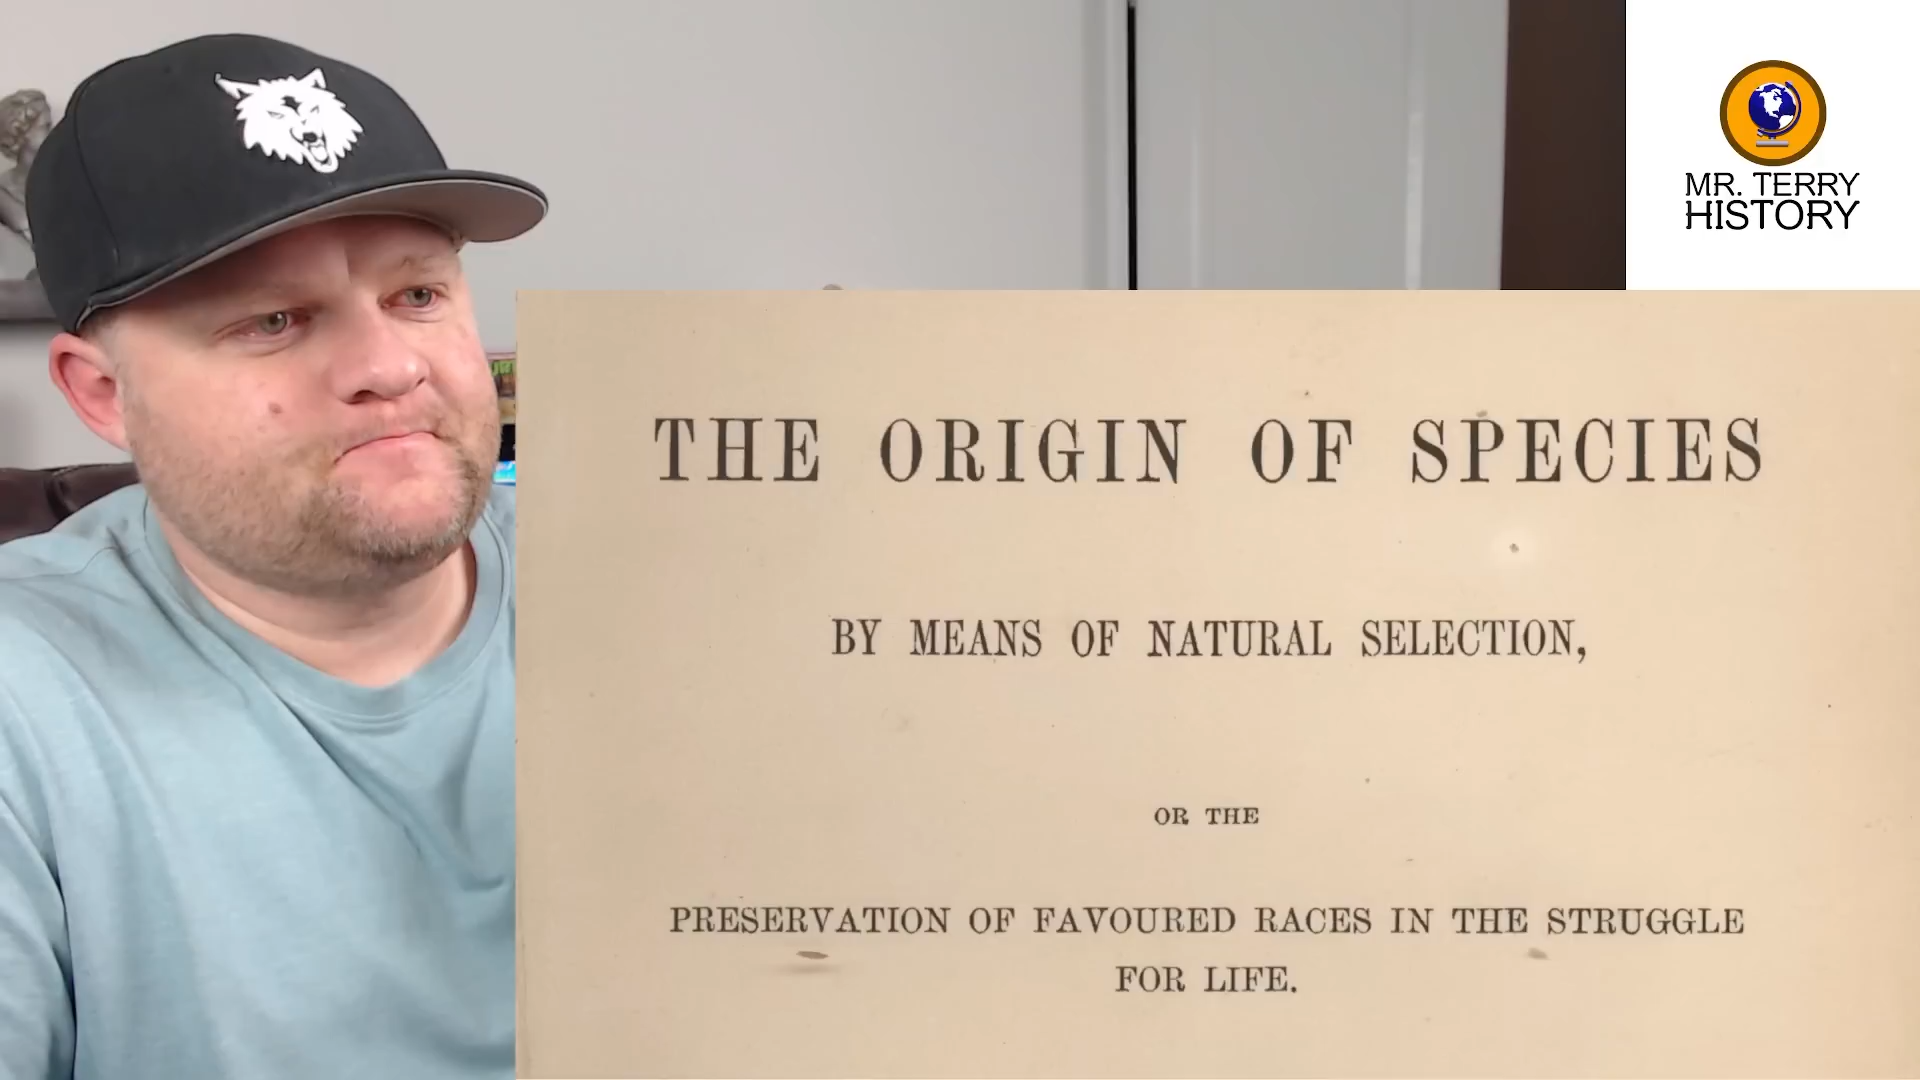 MR. TERRY
HISTORY
THE ORIGIN OF SPECIES
BY MEANS OF NATURAL SELECTION,
OR THE
PRESERVATION OF FAVOURED RACES IN THE STRUGGLE
FOR LIFE.